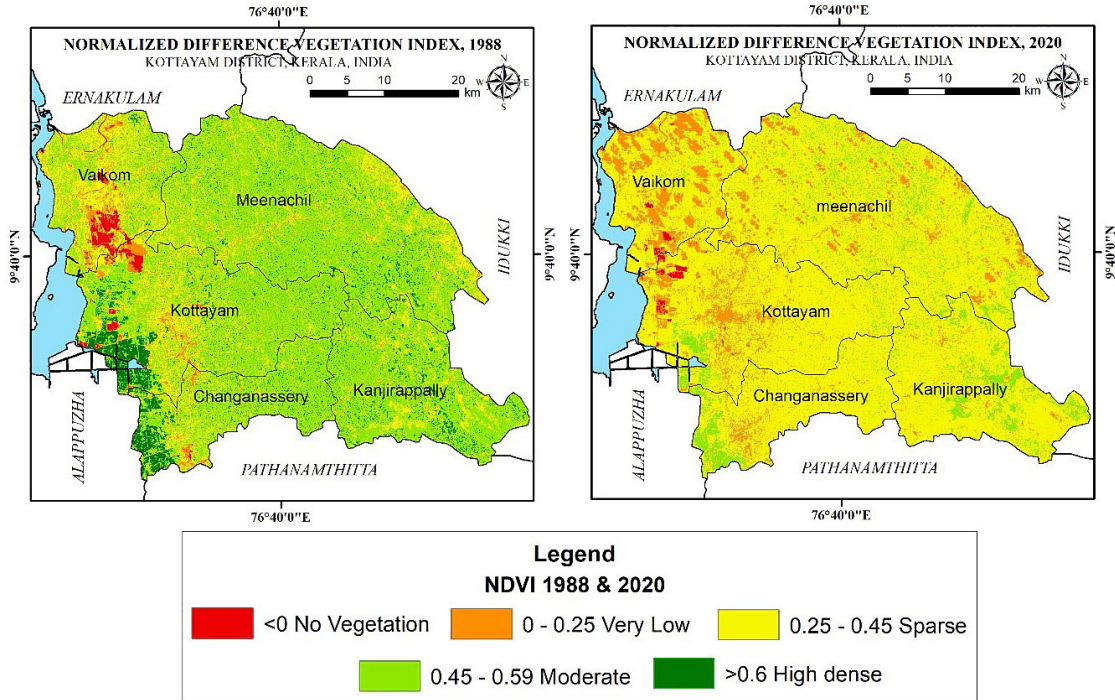 76°40'0"E
NORMALIZED DIFFERENCE VEGETATION INDEX, 1988
KOTTAYAM DISTRICT, KERALA, INDIA
0 5 10 20
km
N
W E
S
ERNAKULAM
Vaikom
Meenachil
IDUKKI
9°40'0"N
9°40'0"N
Kottayam
Changanassery
Kanjirappally
ALAPPUZHA
PATHANAMTHITTA
76°40'0"E
76°40'0"E
NORMALIZED DIFFERENCE VEGETATION INDEX, 2020
KOTTAYAM DISTRICT, KERALA, INDIA
0 5 10 20
km
N
W E
S
ERNAKULAM
Vaikom
meenachil
IDUKKI
9°40'0"N
9°40'0"N
Kottayam
Changanassery
Kanjirappally
ALAPPUZHA
PATHANAMTHITTA
76°40'0"E
Legend
NDVI 1988 & 2020
<0 No Vegetation
0 - 0.25 Very Low
0.25 - 0.45 Sparse
0.45 - 0.59 Moderate
>0.6 High dense